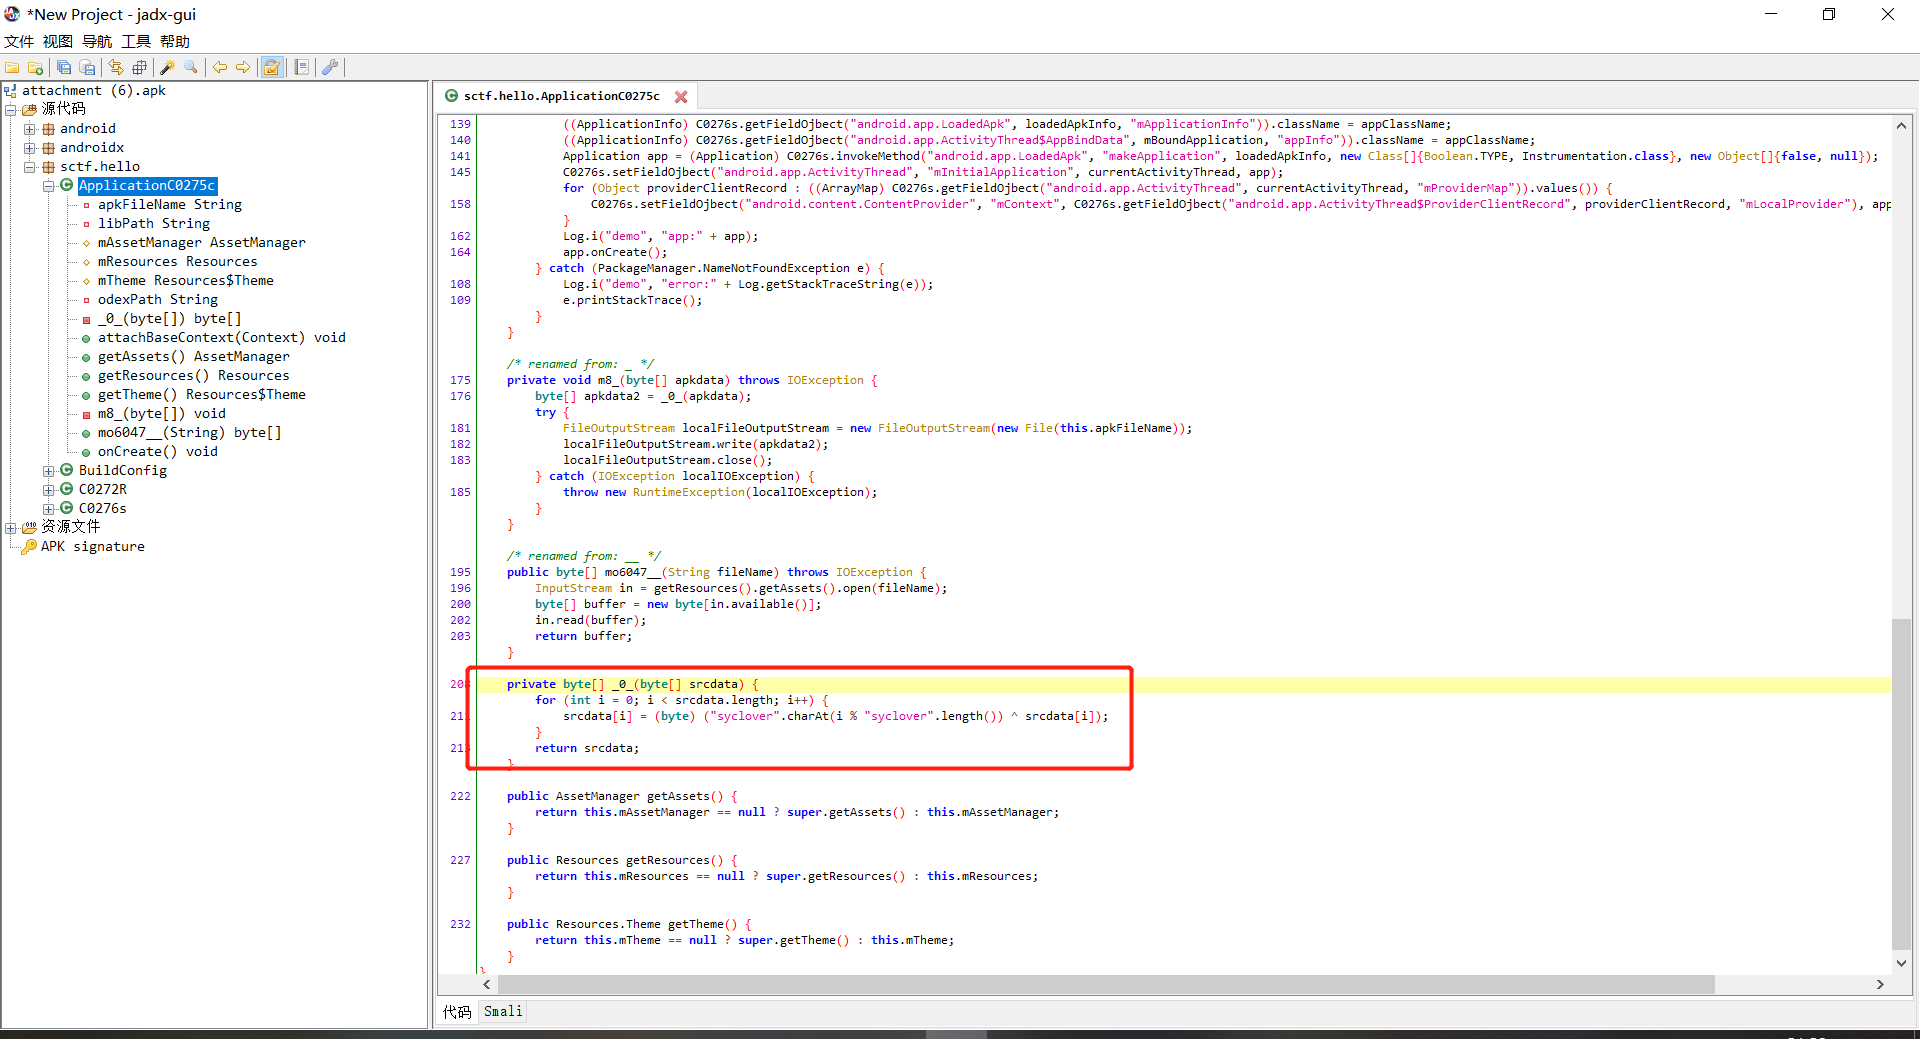 *New Project - jadx-gui
文件 视图 导航 工具 帮助
attachment (6).apk
源代码
android
androidx
sctf.hello
ApplicationC0275c
apkFileName String
libPath String
mAssetManager AssetManager
mResources Resources
mTheme Resources$Theme
odexPath String
_0_(byte[]) byte[]
attachBaseContext(Context) void
getAssets() AssetManager
getResources() Resources
getTheme() Resources$Theme
m8_(byte[]) void
mo6047__(String) byte[]
onCreate() void
BuildConfig
C0272R
C0276s
资源文件
APK signature
sctf.hello.ApplicationC0275c
139 ((ApplicationInfo) C0276s.getFieldOjbect("android.app.LoadedApk", loadedApkInfo, "mApplicationInfo")).className = appClassName;
140 ((ApplicationInfo) C0276s.getFieldOjbect("android.app.ActivityThread$AppBindData", mBoundApplication, "appInfo")).className = appClassName;
141 Application app = (Application) C0276s.invokeMethod("android.app.LoadedApk", "makeApplication", loadedApkInfo, new Class[]{Boolean.TYPE, Instrumentation.class}, new Object[]{false, null});
145 C0276s.setFieldOjbect("android.app.ActivityThread", "mInitialApplication", currentActivityThread, app);
for (Object providerClientRecord : ((ArrayMap) C0276s.getFieldOjbect("android.app.ActivityThread", currentActivityThread, "mProviderMap")).values()) {
158 C0276s.setFieldOjbect("android.content.ContentProvider", "mContext", C0276s.getFieldOjbect("android.app.ActivityThread$ProviderClientRecord", providerClientRecord, "mLocalProvider"), app
}
162 Log.i("demo", "app:" + app);
164 app.onCreate();
} catch (PackageManager.NameNotFoundException e) {
108 Log.i("demo", "error:" + Log.getStackTraceString(e));
109 e.printStackTrace();
}
}
/* renamed from: _ */
175 private void m8_(byte[] apkdata) throws IOException {
176 byte[] apkdata2 = _0_(apkdata);
try {
181 FileOutputStream localFileOutputStream = new FileOutputStream(new File(this.apkFileName));
182 localFileOutputStream.write(apkdata2);
183 localFileOutputStream.close();
} catch (IOException localIOException) {
185 throw new RuntimeException(localIOException);
}
}
/* renamed from: __ */
195 public byte[] mo6047__(String fileName) throws IOException {
196 InputStream in = getResources().getAssets().open(fileName);
200 byte[] buffer = new byte[in.available()];
202 in.read(buffer);
203 return buffer;
}
private byte[] _0_(byte[] srcdata) {
for (int i = 0; i < srcdata.length; i++) {
srcdata[i] = (byte) ("syclover".charAt(i % "syclover".length()) ^ srcdata[i]);
}
return srcdata;
}
222 public AssetManager getAssets() {
return this.mAssetManager == null ? super.getAssets() : this.mAssetManager;
}
227 public Resources getResources() {
return this.mResources == null ? super.getResources() : this.mResources;
}
232 public Resources.Theme getTheme() {
return this.mTheme == null ? super.getTheme() : this.mTheme;
}
}
代码 Smali